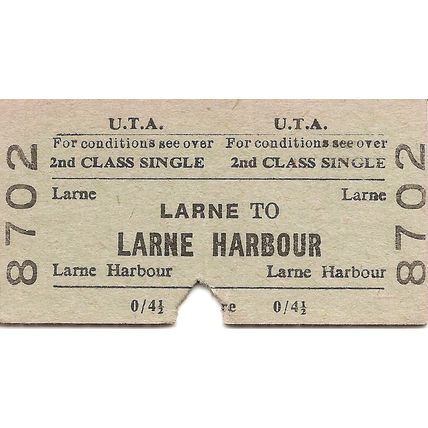 U.T.A. U.T.A.
For conditions see over For conditions see over
2nd CLASS SINGLE 2nd CLASS SINGLE
Larne Larne
LARNE TO
LARNE HARBOUR
Larne Harbour Larne Harbour
0/4½ 0/4½
8702
8702